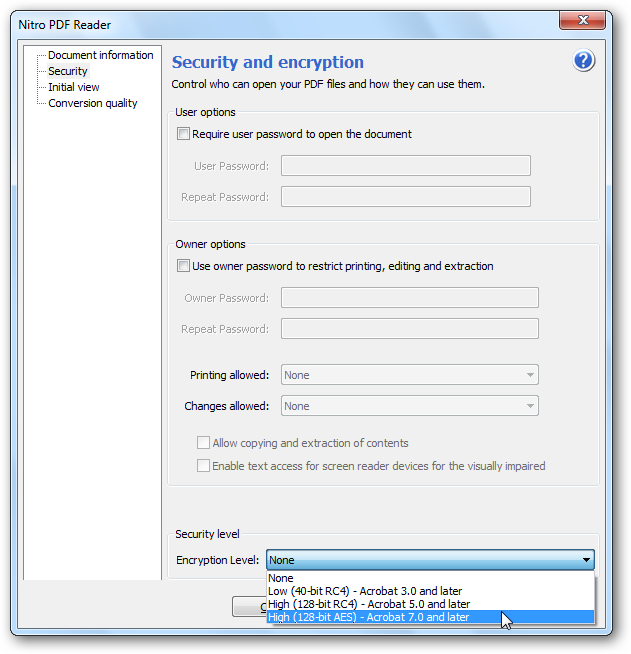 Nitro PDF Reader
Document information
Security
Initial view
Conversion quality
Security and encryption
Control who can open your PDF files and how they can use them.
User options
Require user password to open the document
User Password:
Repeat Password:
Owner options
Use owner password to restrict printing, editing and extraction
Owner Password:
Repeat Password:
Printing allowed: None
Changes allowed: None
Allow copying and extraction of contents
Enable text access for screen reader devices for the visually impaired
Security level
Encryption Level: None
None
Low (40-bit RC4) - Acrobat 3.0 and later
High (128-bit RC4) - Acrobat 5.0 and later
High (128-bit AES) - Acrobat 7.0 and later